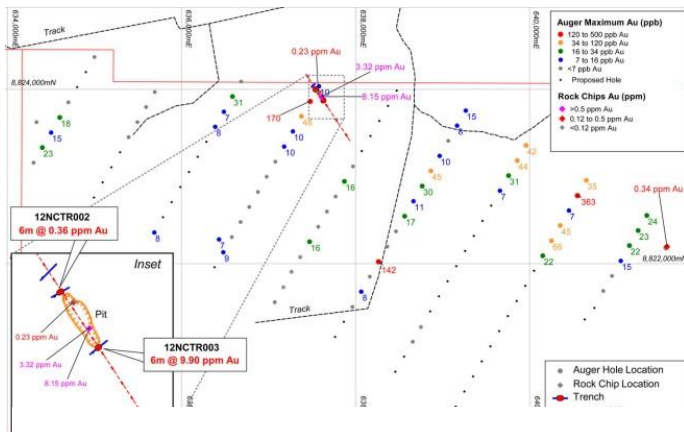 634,000mE
636,000mE
638,000mE
640,000mE
Track
8,824,000mN
0.23 ppm Au
3.32 ppm Au
8.15 ppm Au
10
170
48
31
7
8
10
10
18
15
23
15
8
10
45
30
11
17
16
16
8
7
9
142
8
42
44
31
7
35
363
7
45
66
22
24
23
22
15
0.34 ppm Au
8,822,000mN
Track
Auger Maximum Au (ppb)
120 to 500 ppb Au
34 to 120 ppb Au
16 to 34 ppb Au
7 to 16 ppb Au
<7 ppb Au
Proposed Hole
Rock Chips Au (ppm)
>0.5 ppm Au
0.12 to 0.5 ppm Au
<0.12 ppm Au
12NCTR002
6m @ 0.36 ppm Au
Inset
Pit
0.23 ppm Au
3.32 ppm Au
8.15 ppm Au
12NCTR003
6m @ 9.90 ppm Au
Auger Hole Location
Rock Chip Location
Trench